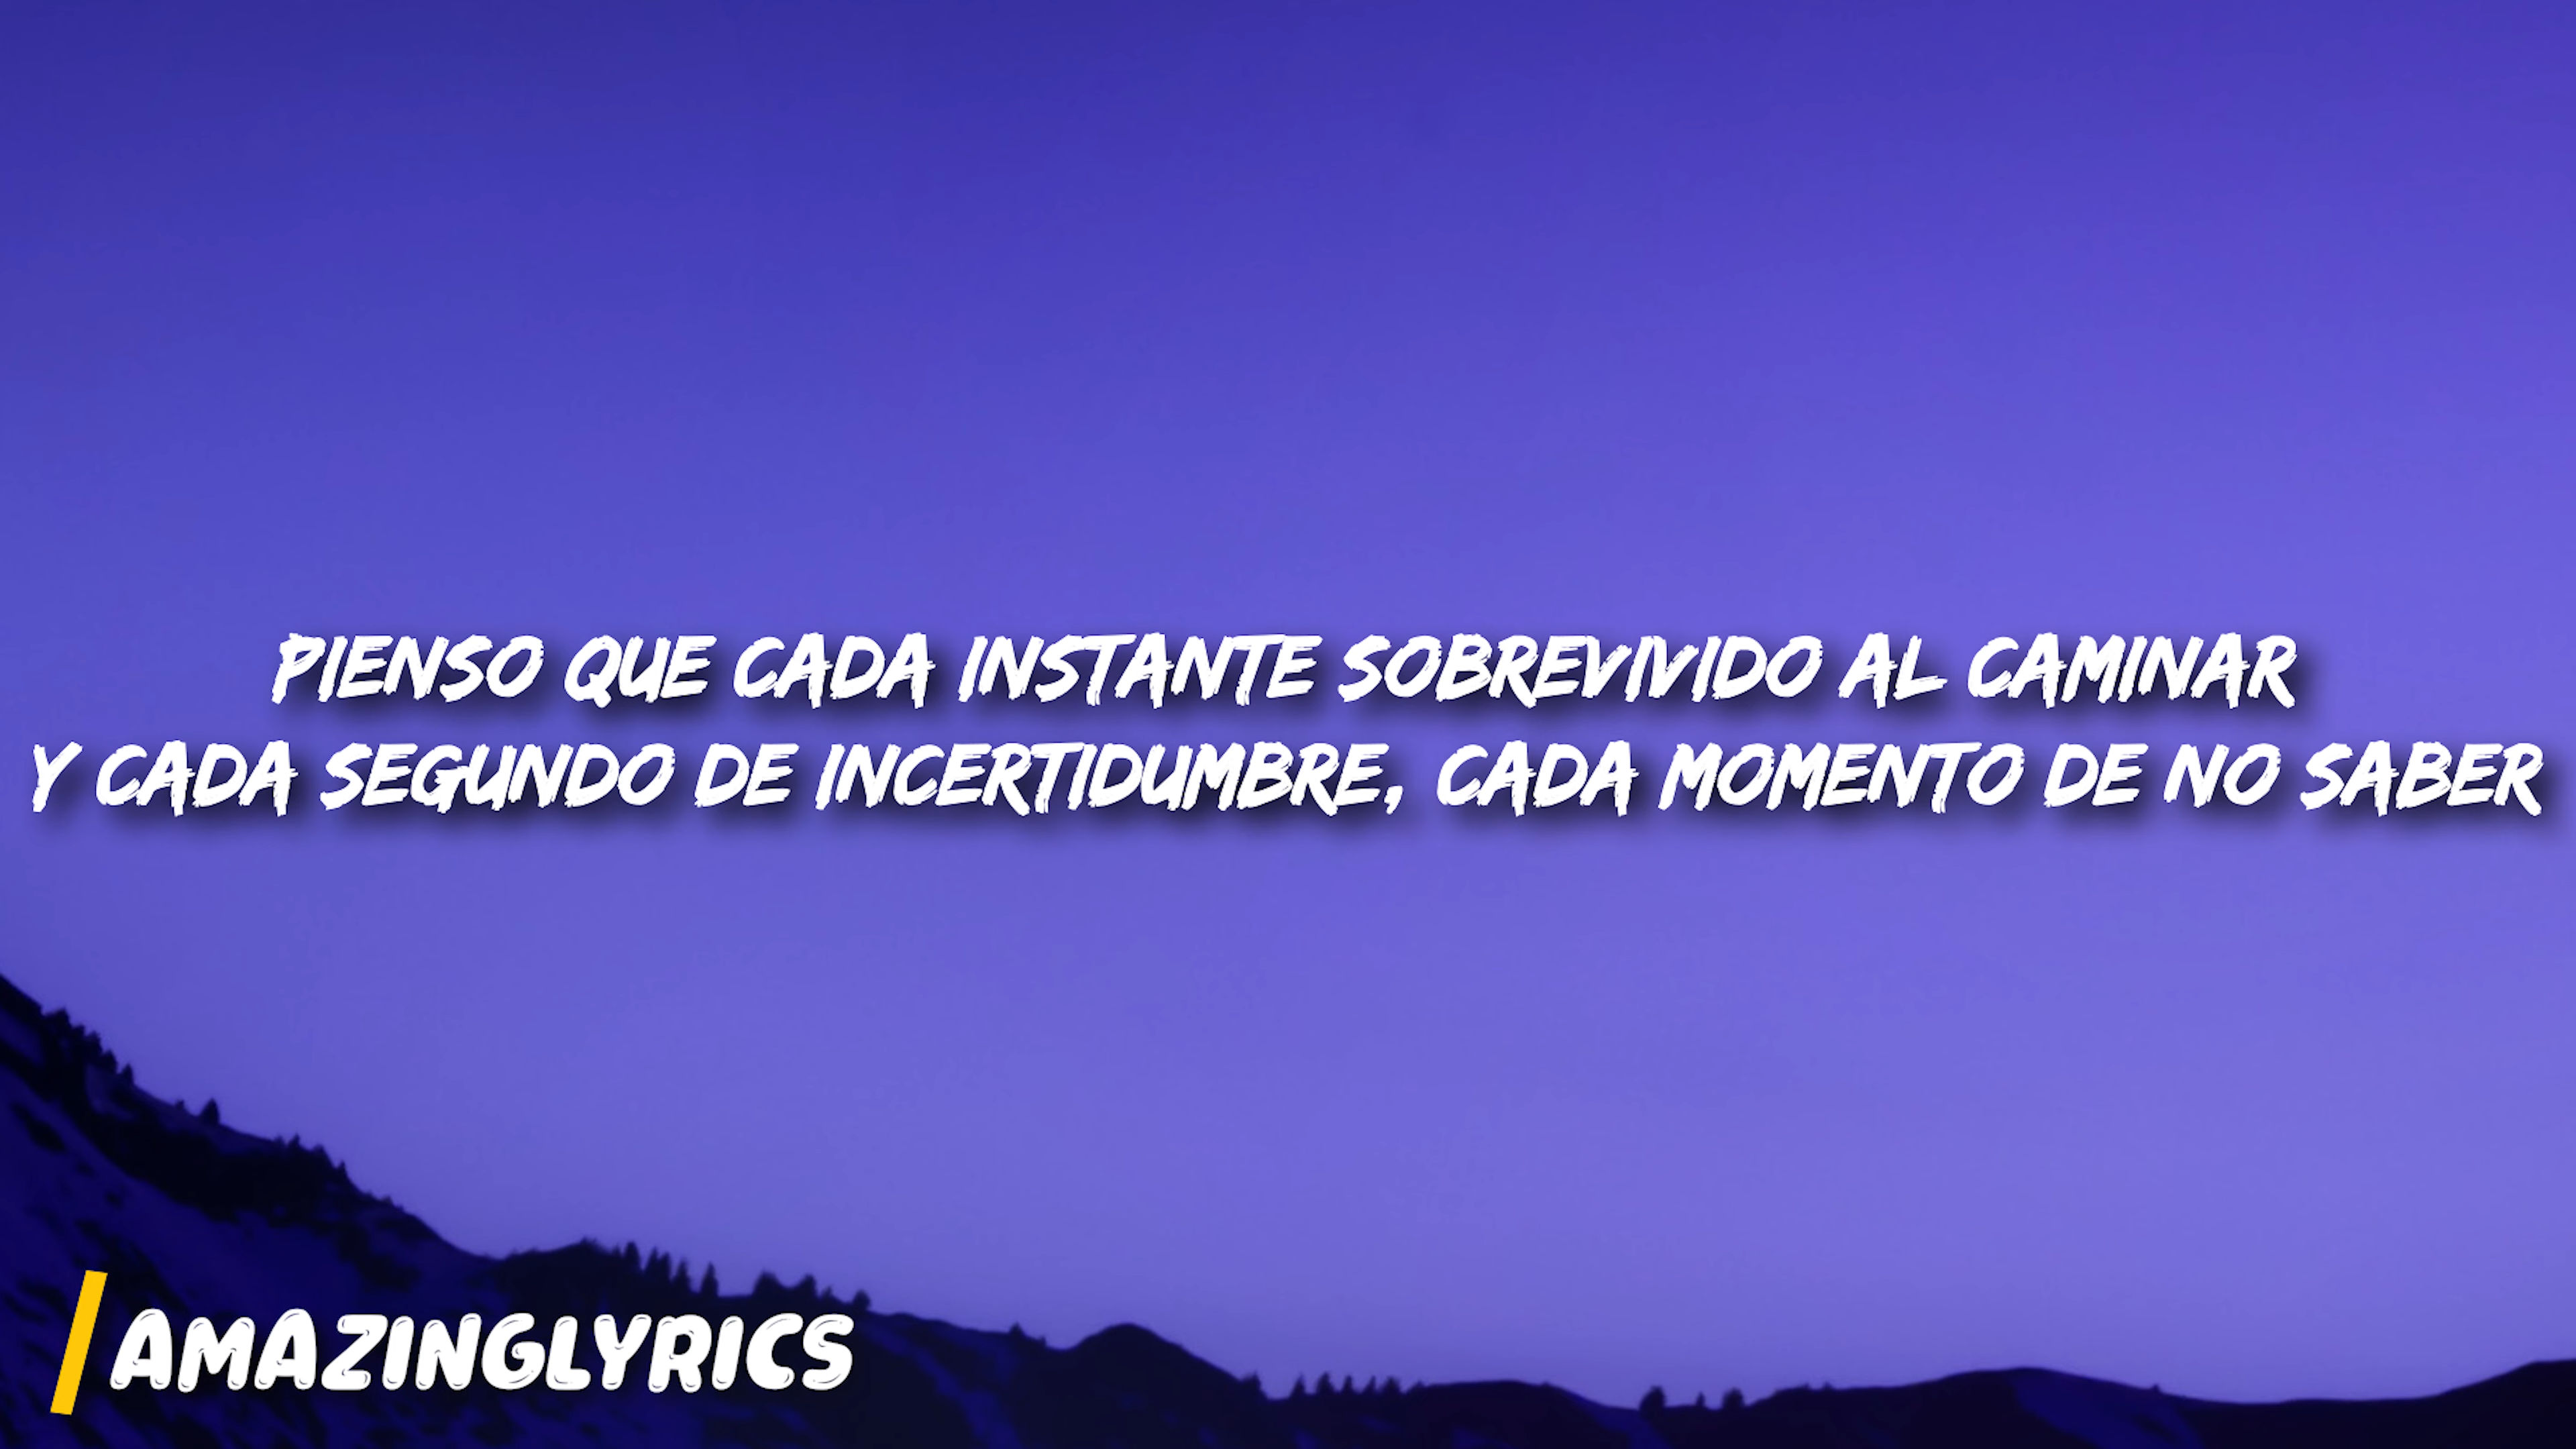 PIENSO QUE CADA INSTANTE SOBREVIVIDO AL CAMINAR
Y CADA SEGUNDO DE INCERTIDUMBRE, CADA MOMENTO DE NO SABER
AMAZINGLYRICS